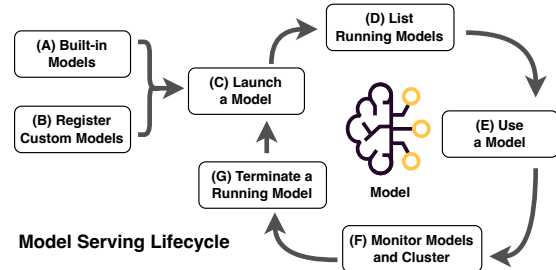 (A) Built-in
Models
(B) Register
Custom Models
(C) Launch
a Model
(D) List
Running Models
(E) Use
a Model
(F) Monitor Models
and Cluster
(G) Terminate a
Running Model
Model
Model Serving Lifecycle